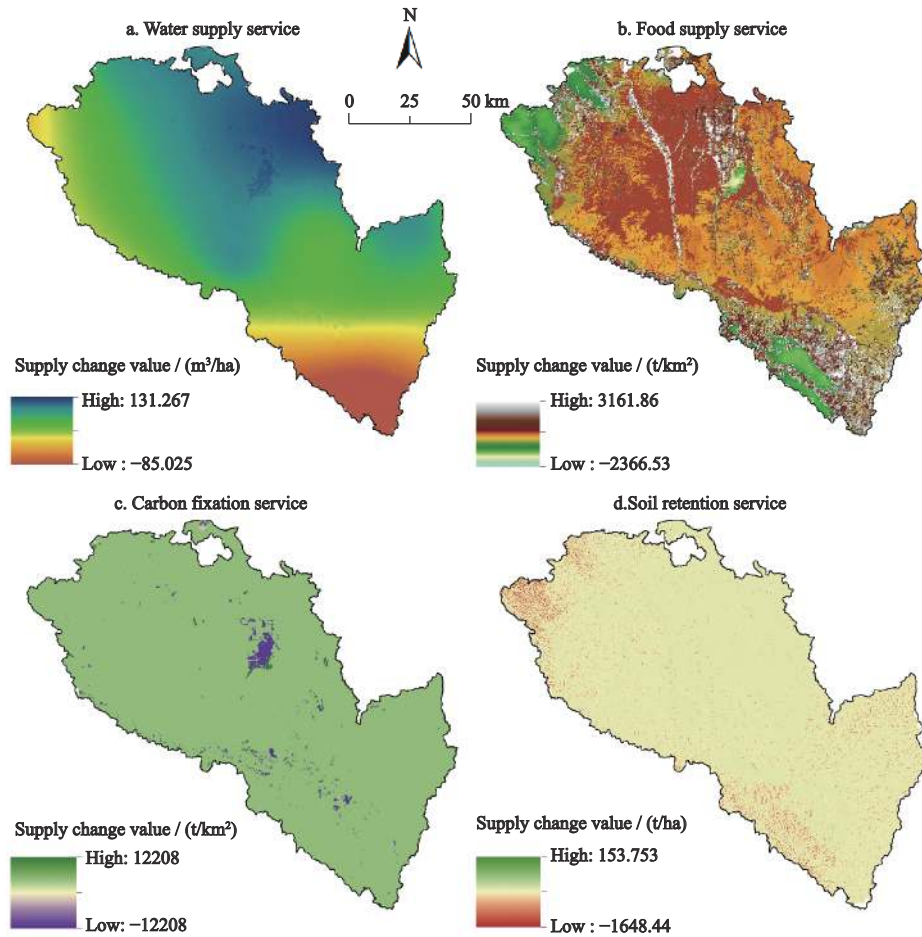 a. Water supply service
N
b. Food supply service
0 25 50 km
Supply change value / (m³/ha)
High: 131.267
Low : −85.025
Supply change value / (t/km²)
High: 3161.86
Low : −2366.53
c. Carbon fixation service
d.Soil retention service
Supply change value / (t/km²)
High: 12208
Low: −12208
Supply change value / (t/ha)
High: 153.753
Low : −1648.44